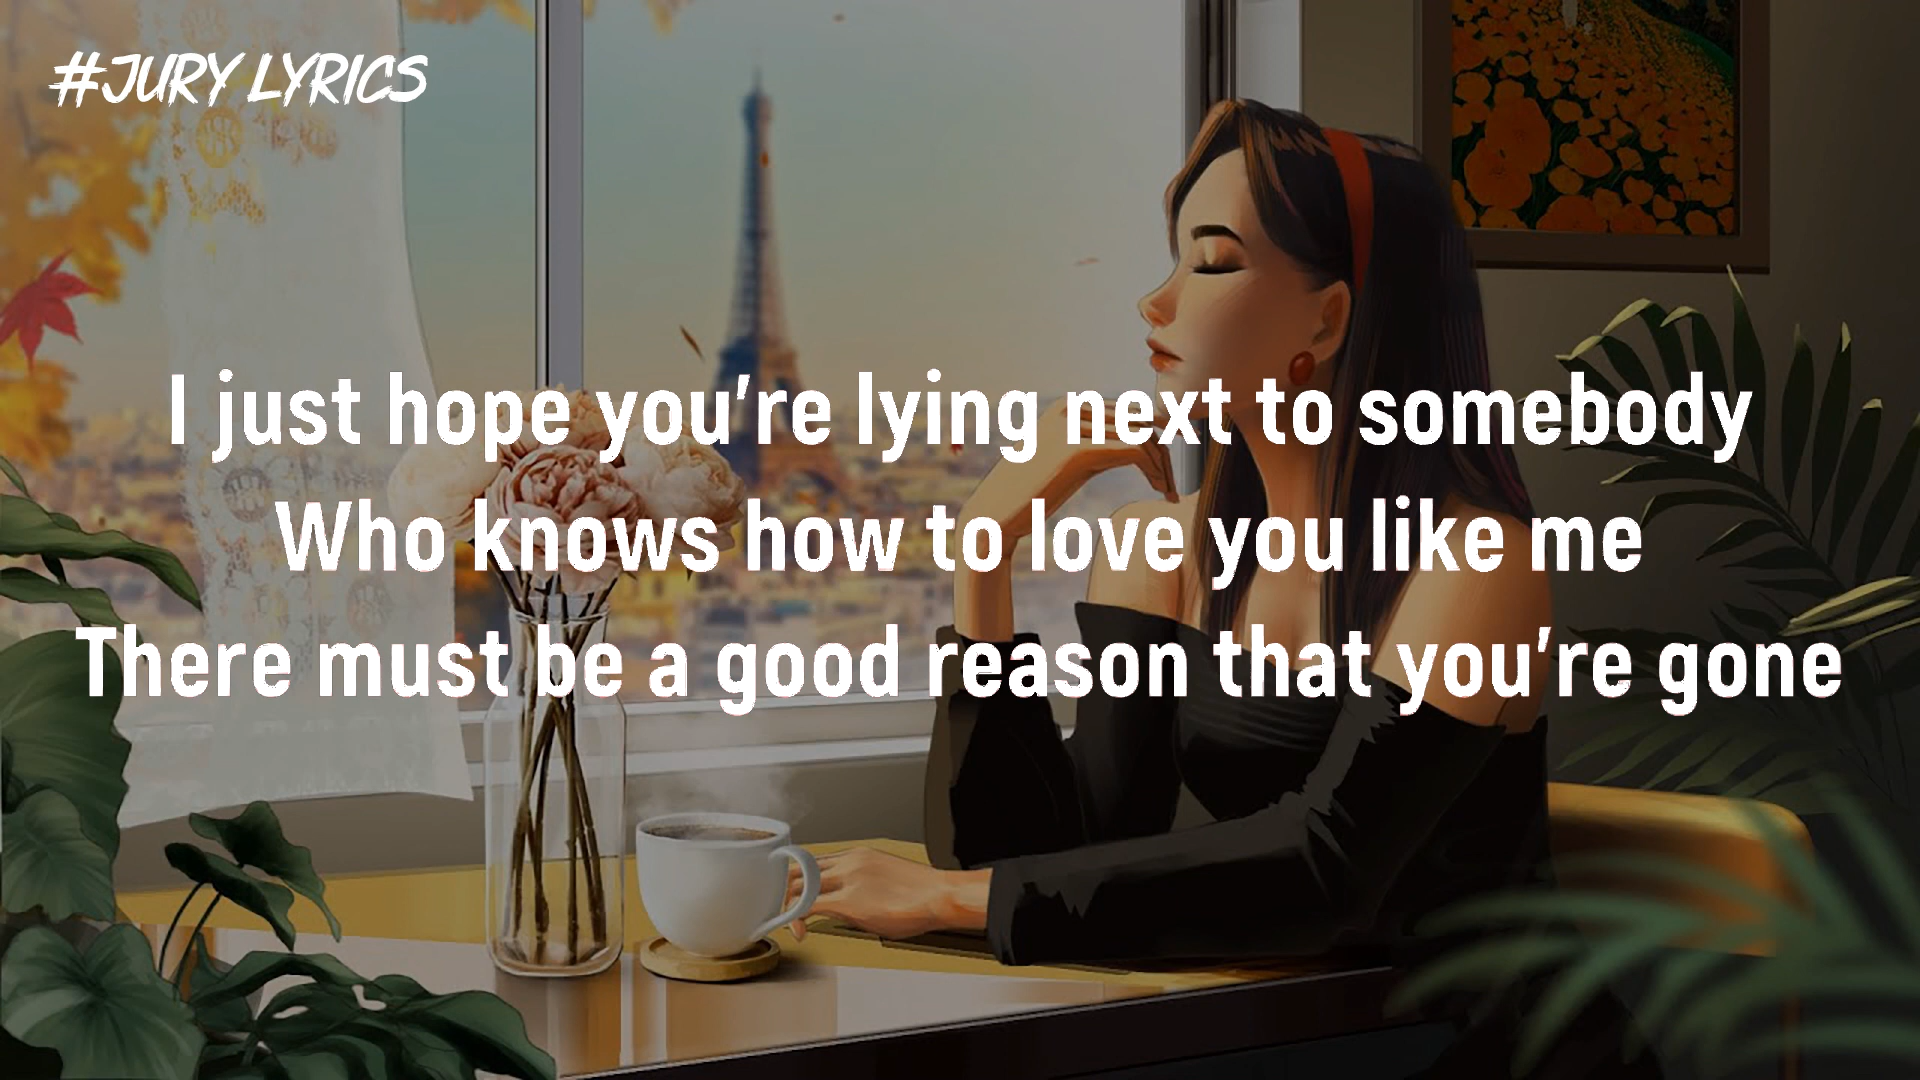 #JURY LYRICS
I just hope you're lying next to somebody
Who knows how to love you like me
There must be a good reason that you're gone